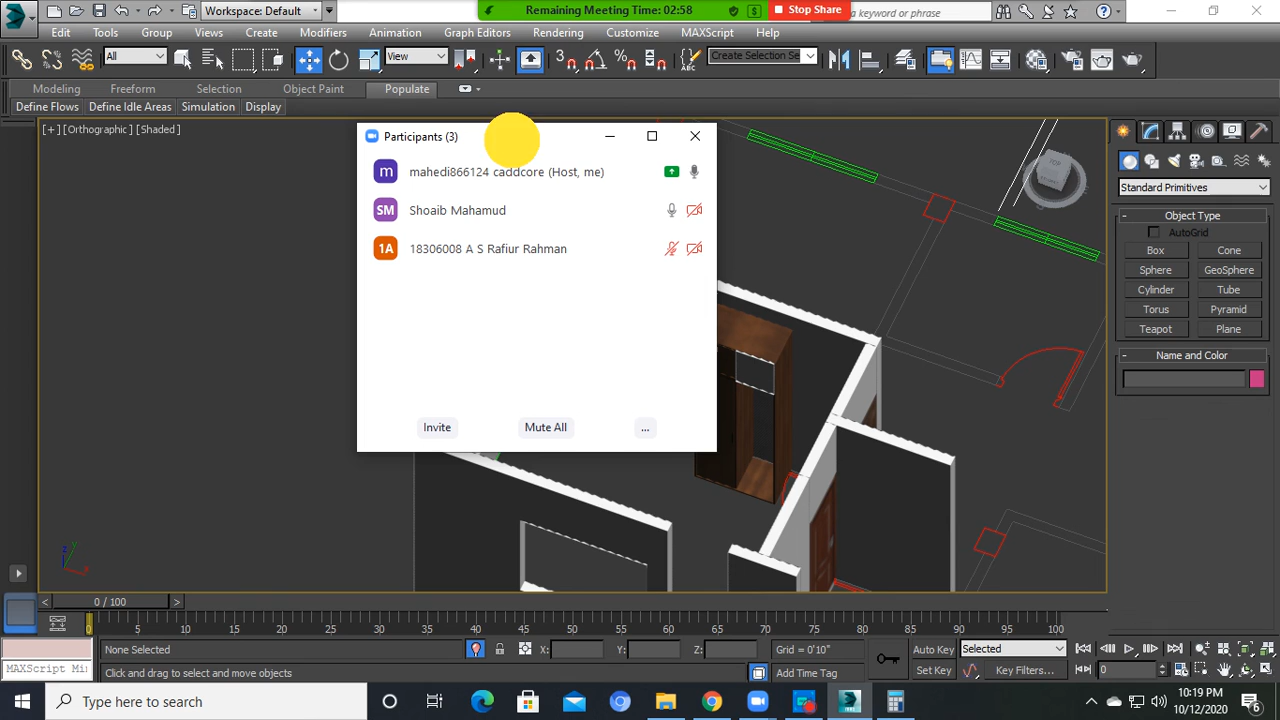 Workspace: Default
Remaining Meeting Time: 02:58
Stop Share
a keyword or phrase
Edit Tools Group Views Create Modifiers Animation Graph Editors Rendering Customize MAXScript Help
All
View
Create Selection Se
Modeling Freeform Selection Object Paint Populate
Define Flows Define Idle Areas Simulation Display
[+] [Orthographic] [Shaded]
Participants (3)
m mahedi866124 caddcore (Host, me)
SM Shoaib Mahamud
1A 18306008 A S Rafiur Rahman
Invite Mute All ...
TOP
Standard Primitives
Object Type
AutoGrid
Box Cone
Sphere GeoSphere
Cylinder Tube
Torus Pyramid
Teapot Plane
Name and Color
z y
< 0 / 100 >
0 5 10 15 20 25 30 35 40 45 50 55 60 65 70 75 80 85 90 95 100
None Selected X: Y: Z: Grid = 0'10" Auto Key Selected
MAXScript Mi Click and drag to select and move objects Add Time Tag Set Key Key Filters... 0
Type here to search
10:19 PM
10/12/2020
6